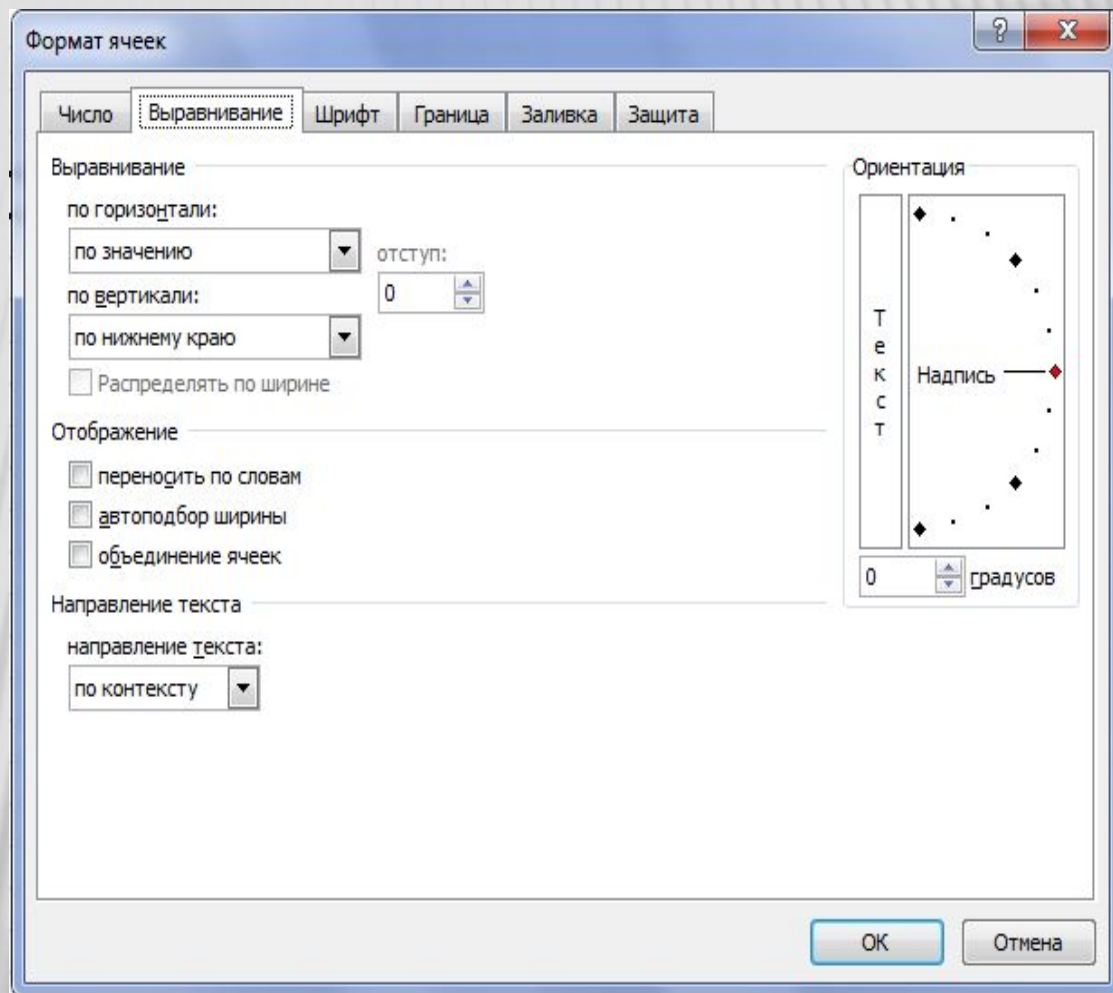 Формат ячеек
Число Выравнивание Шрифт Граница Заливка Защита
Выравнивание
по горизонтали:
по значению
отступ:
0
по вертикали:
по нижнему краю
Распределять по ширине
Отображение
переносить по словам
автоподбор ширины
объединение ячеек
Направление текста
направление текста:
по контексту
Ориентация
Текст
Надпись
0 градусов
ОК Отмена